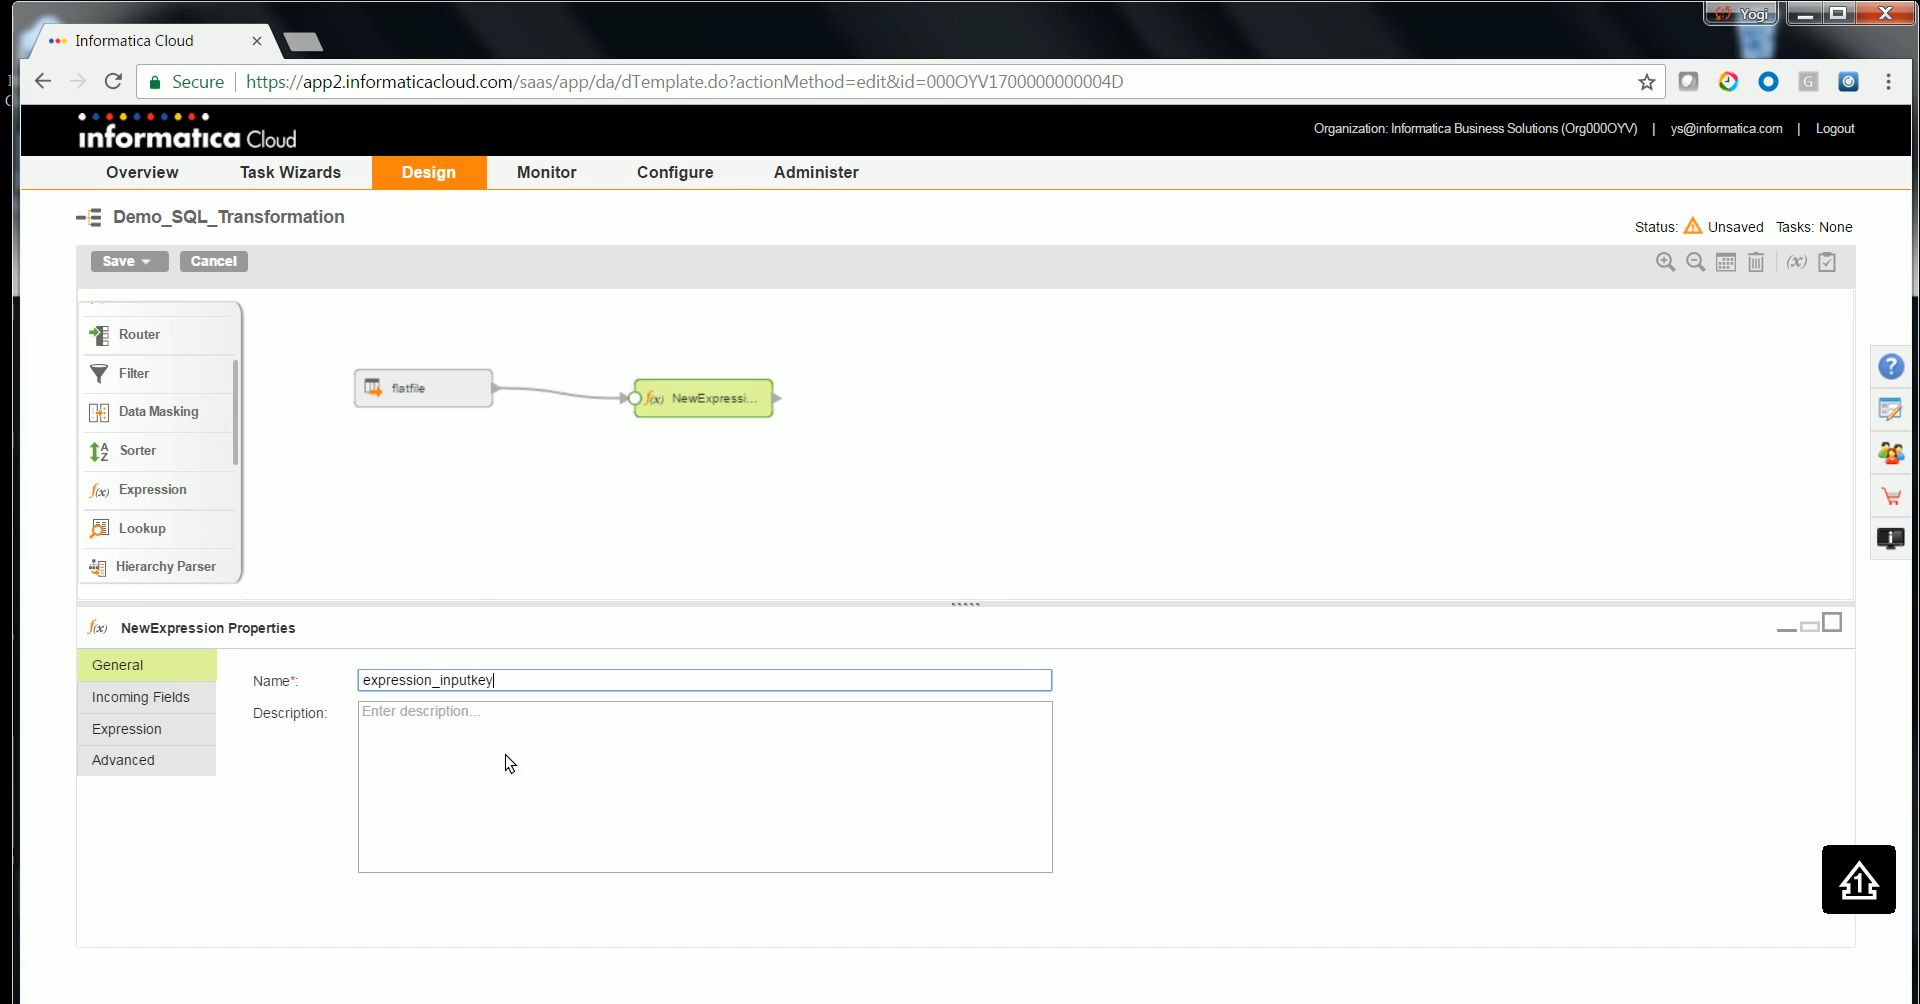 Yogi
Informatica Cloud
Secure https://app2.informaticacloud.com/saas/app/da/dTemplate.do?actionMethod=edit&id=000OYV1700000000004D
G
informatica Cloud
Organization: Informatica Business Solutions (Org000OYV) | ys@informatica.com | Logout
Overview Task Wizards Design Monitor Configure Administer
Demo_SQL_Transformation
Status: Unsaved Tasks: None
Save Cancel
(x)
Router
Filter
Data Masking
Sorter
f(x) Expression
Lookup
Hierarchy Parser
flatfile
f(x) NewExpressi...
f(x) NewExpression Properties
General
Incoming Fields
Expression
Advanced
Name*: expression_inputkey
Description: Enter description...